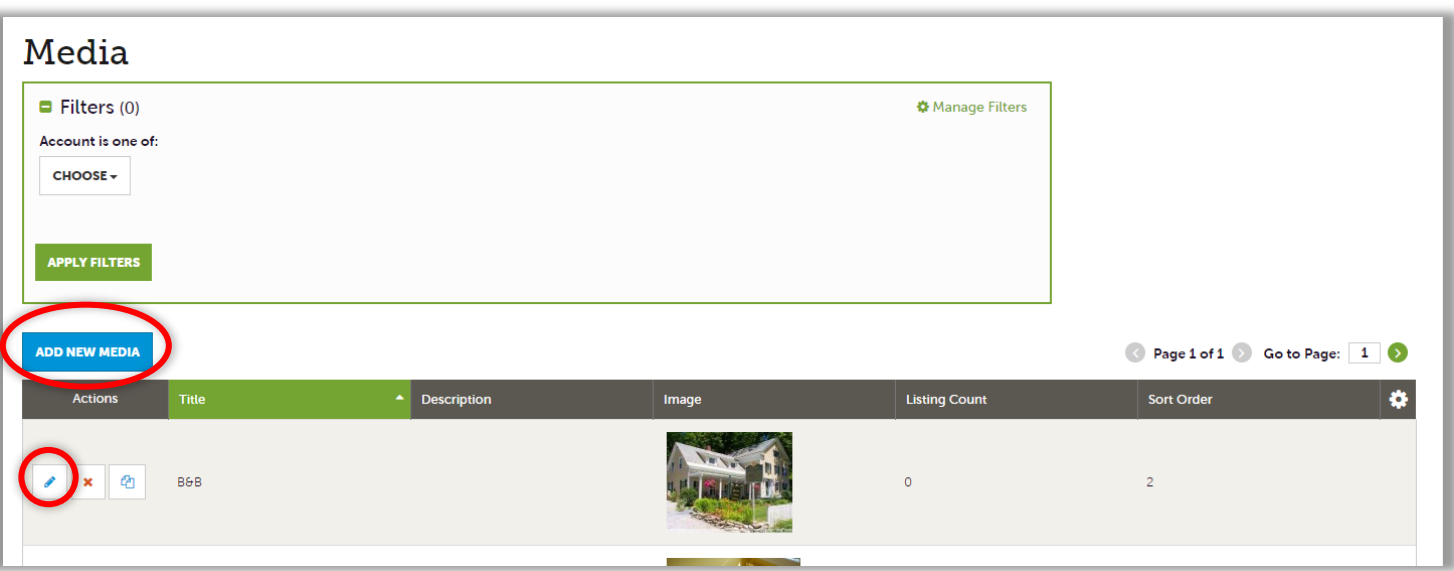 Media
Filters (0)
Manage Filters
Account is one of:
CHOOSE
APPLY FILTERS
ADD NEW MEDIA
Page 1 of 1 Go to Page: 1
Actions Title Description Image Listing Count Sort Order
B&B 0 2